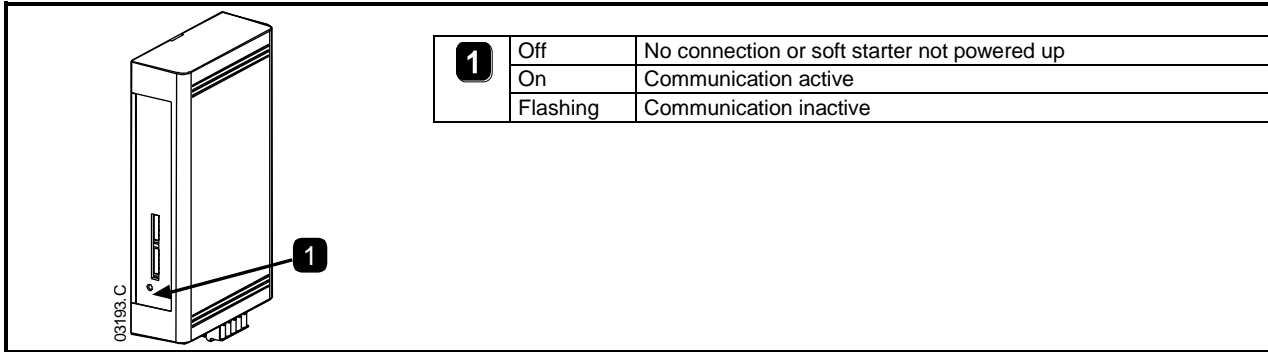 1
Off No connection or soft starter not powered up
On Communication active
Flashing Communication inactive
1
03193.C